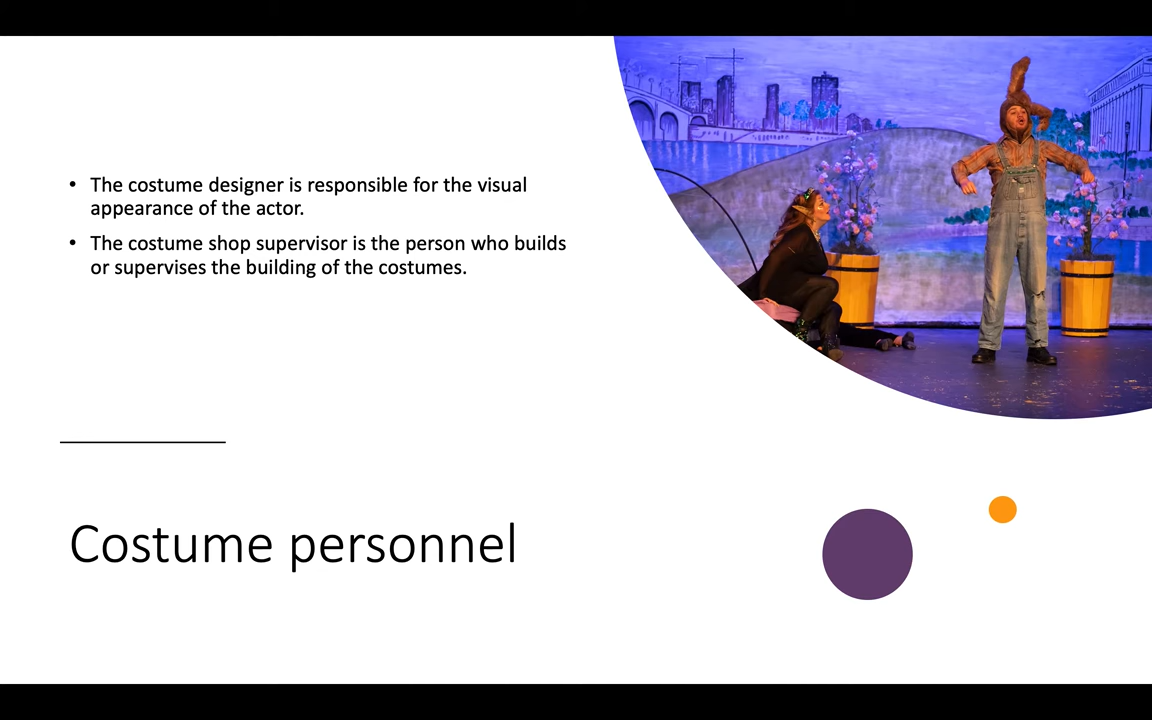 • The costume designer is responsible for the visual
appearance of the actor.
• The costume shop supervisor is the person who builds
or supervises the building of the costumes.
Costume personnel